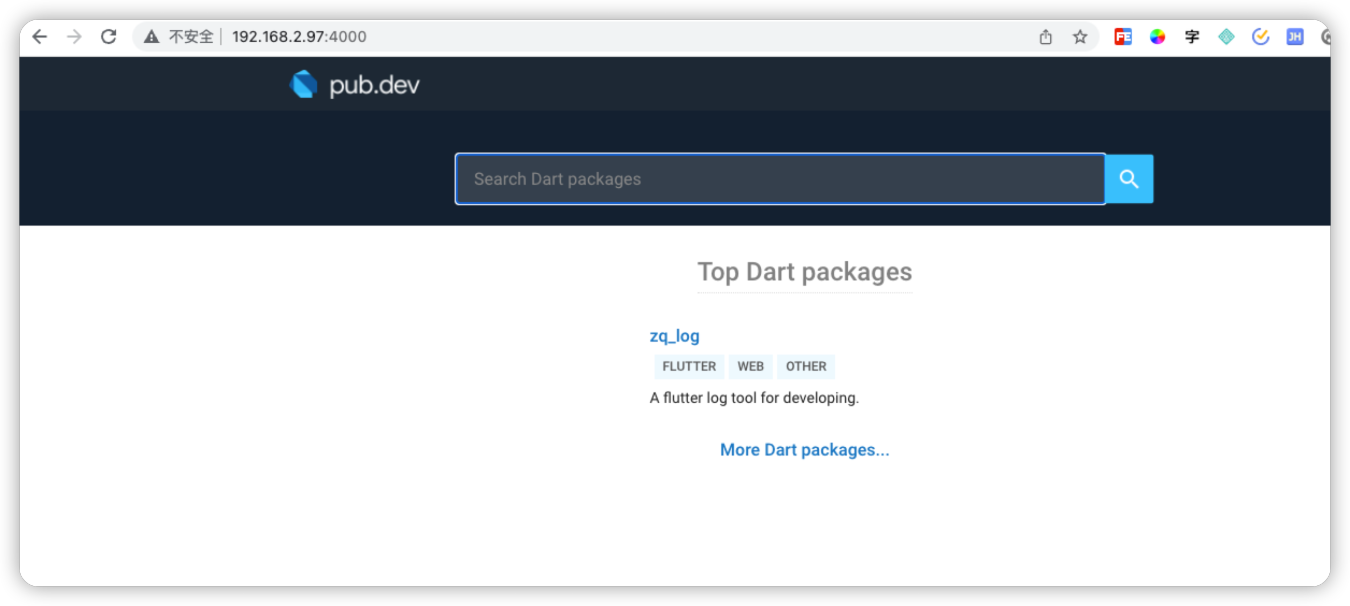 不安全 192.168.2.97:4000
FE 字 JH
pub.dev
Search Dart packages
Top Dart packages
zq_log
FLUTTER WEB OTHER
A flutter log tool for developing.
More Dart packages...